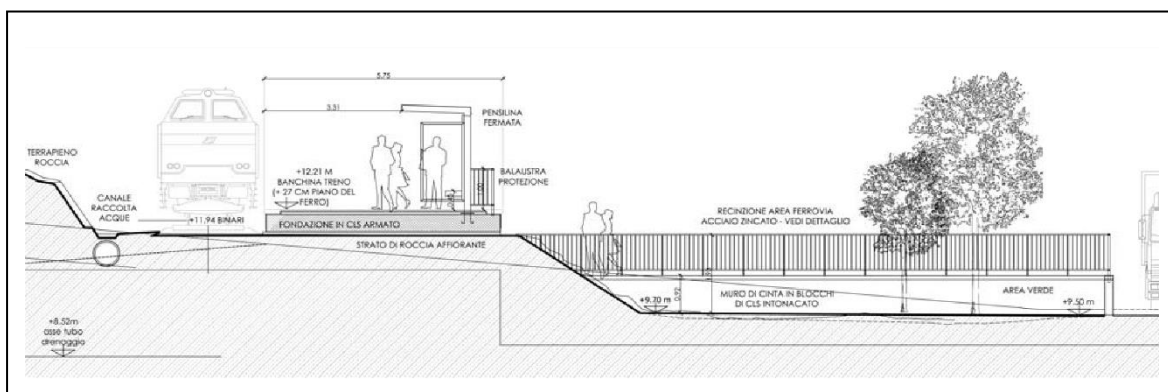 5.75
3.31
PENSILINA
FERMATA
TERRAPIENO
ROCCIA
CANALE
RACCOLTA
ACQUE
+12.21 M
BANCHINA TRENO
(+ 27 CM PIANO DEL
FERRO)
BALAUSTRA
PROTEZIONE
+11.94 BINARI
FONDAZIONE IN CLS ARMATO
STRATO DI ROCCIA AFFIORANTE
RECINZIONE AREA FERROVIA
ACCIAIO ZINCATO - VEDI DETTAGLIO
0.92
+9.70 m
MURO DI CINTA IN BLOCCHI
DI CLS INTONACATO
AREA VERDE
+9.50 m
+8.52m
asse tubo
drenaggio